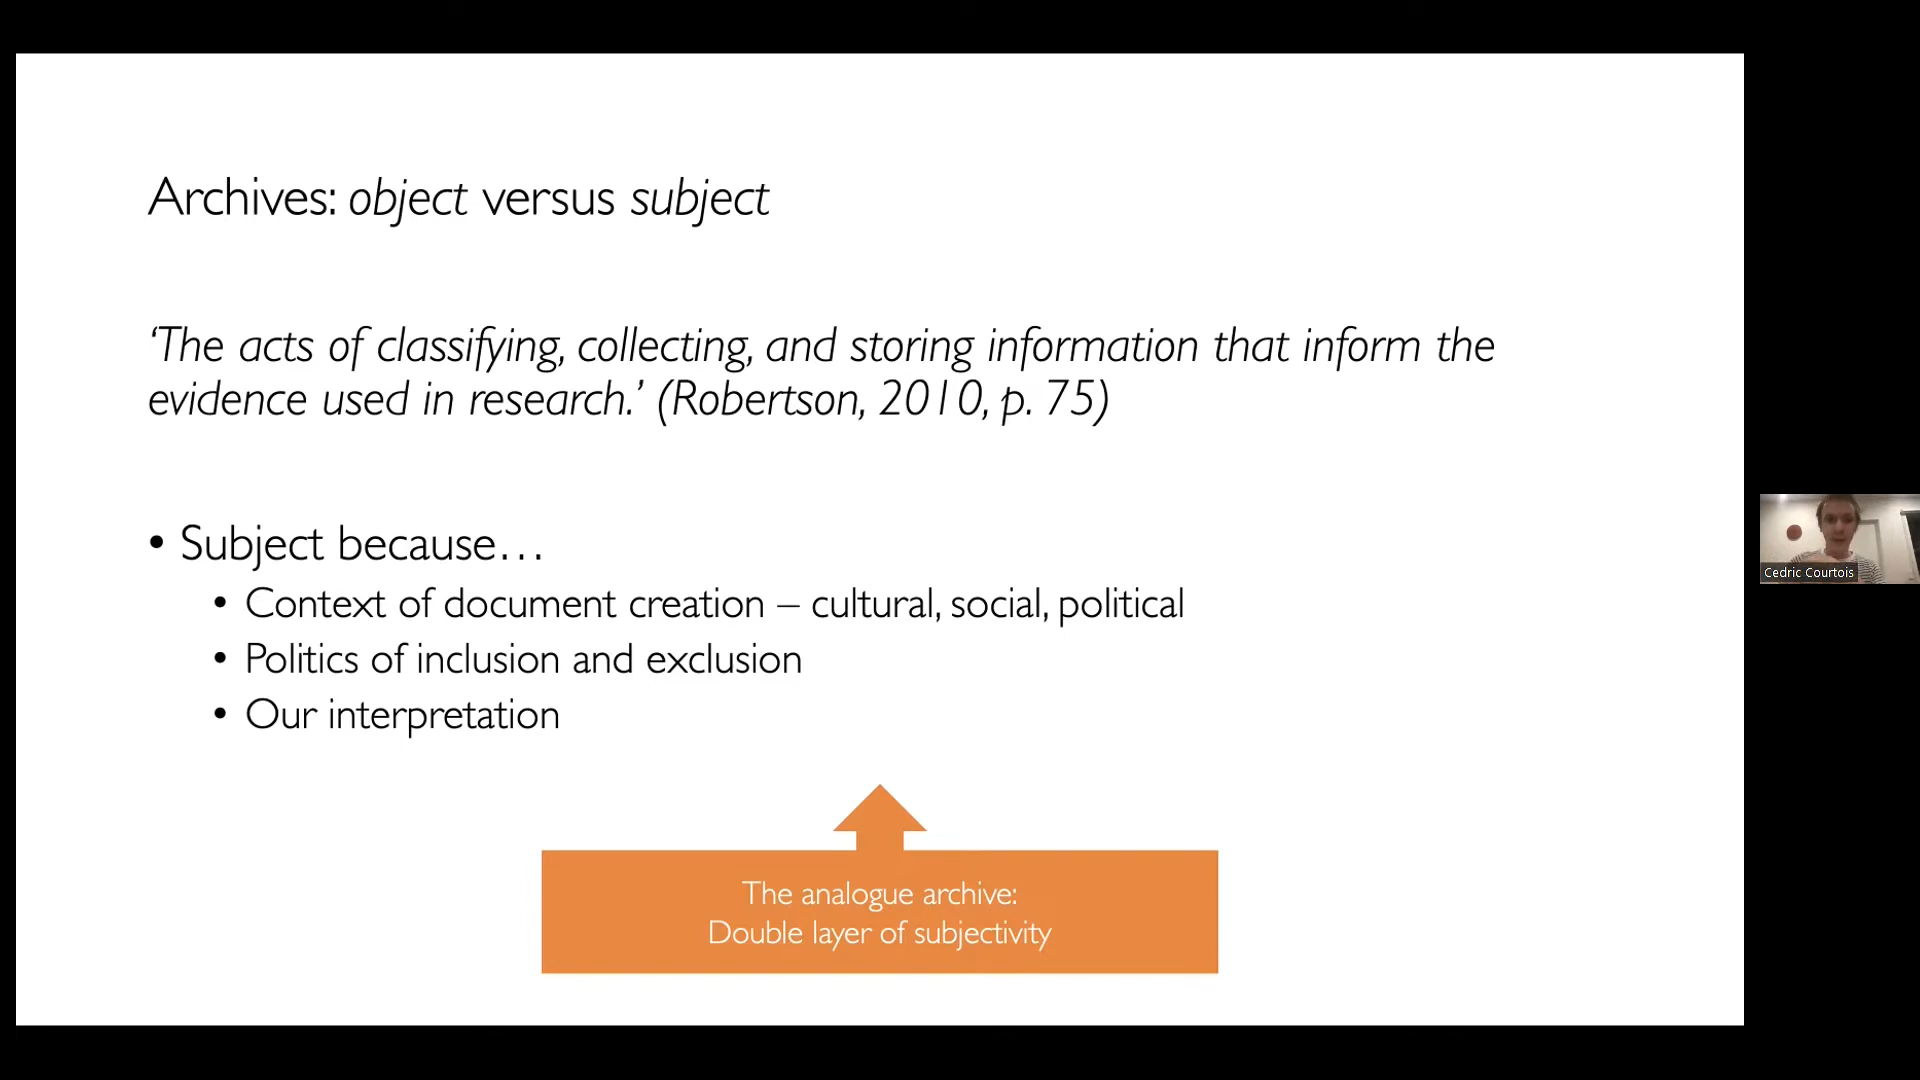 Archives: object versus subject
‘The acts of classifying, collecting, and storing information that inform the
evidence used in research.’ (Robertson, 2010, p. 75)
• Subject because…
• Context of document creation – cultural, social, political
• Politics of inclusion and exclusion
• Our interpretation
The analogue archive:
Double layer of subjectivity
Cedric Courtois